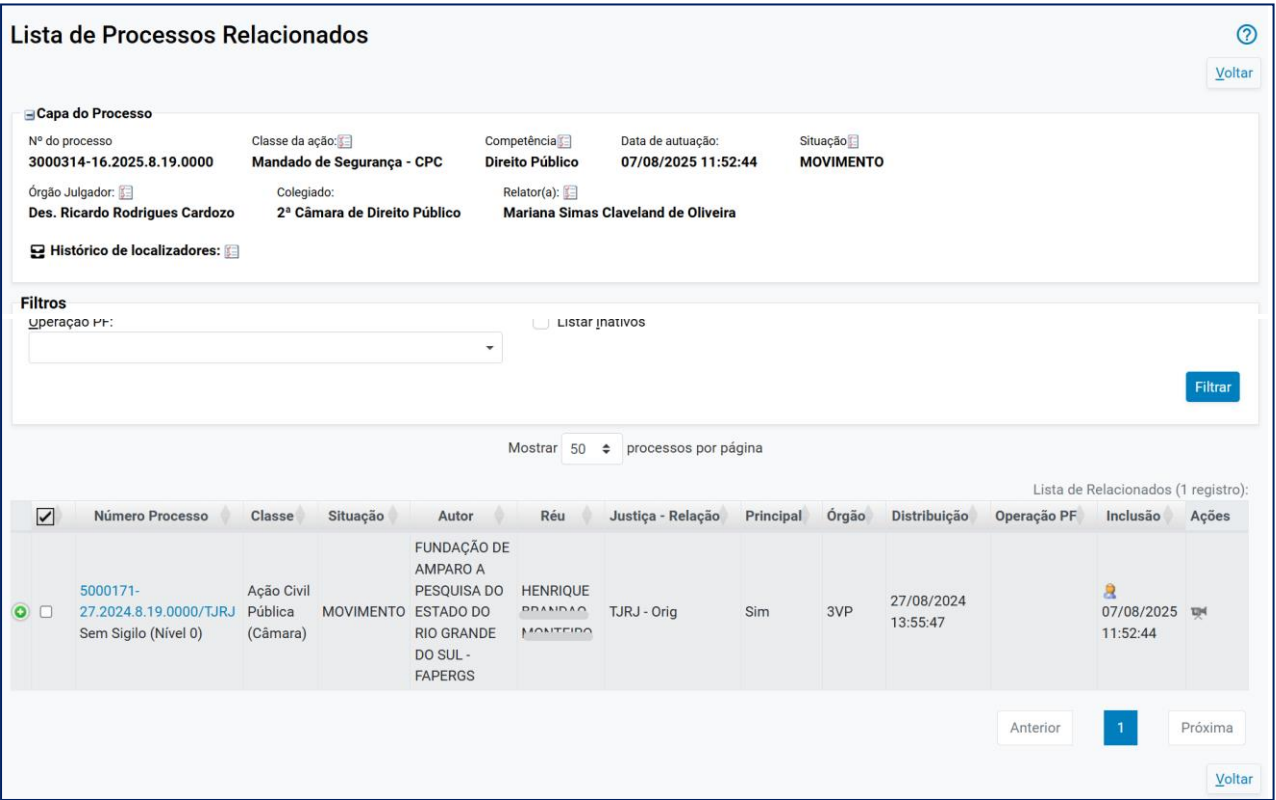 Lista de Processos Relacionados
Voltar
Capa do Processo
Nº do processo Classe da ação: Competência Data de autuação: Situação
3000314-16.2025.8.19.0000 Mandado de Segurança - CPC Direito Público 07/08/2025 11:52:44 MOVIMENTO
Órgão Julgador: Colegiado: Relator(a):
Des. Ricardo Rodrigues Cardozo 2ª Câmara de Direito Público Mariana Simas Claveland de Oliveira
Histórico de localizadores:
Filtros
Operação PF: Listar inativos
Filtrar
Mostrar 50 processos por página
Lista de Relacionados (1 registro):
Número Processo Classe Situação Autor Réu Justiça - Relação Principal Órgão Distribuição Operação PF Inclusão Ações
5000171-
27.2024.8.19.0000/TJRJ
Sem Sigilo (Nível 0)
Ação Civil
Pública
(Câmara)
MOVIMENTO
FUNDAÇÃO DE
AMPARO A
PESQUISA DO
ESTADO DO
RIO GRANDE
DO SUL -
FAPERGS
HENRIQUE
TJRJ - Orig
Sim
3VP
27/08/2024
13:55:47
07/08/2025
11:52:44
Anterior 1 Próxima
Voltar